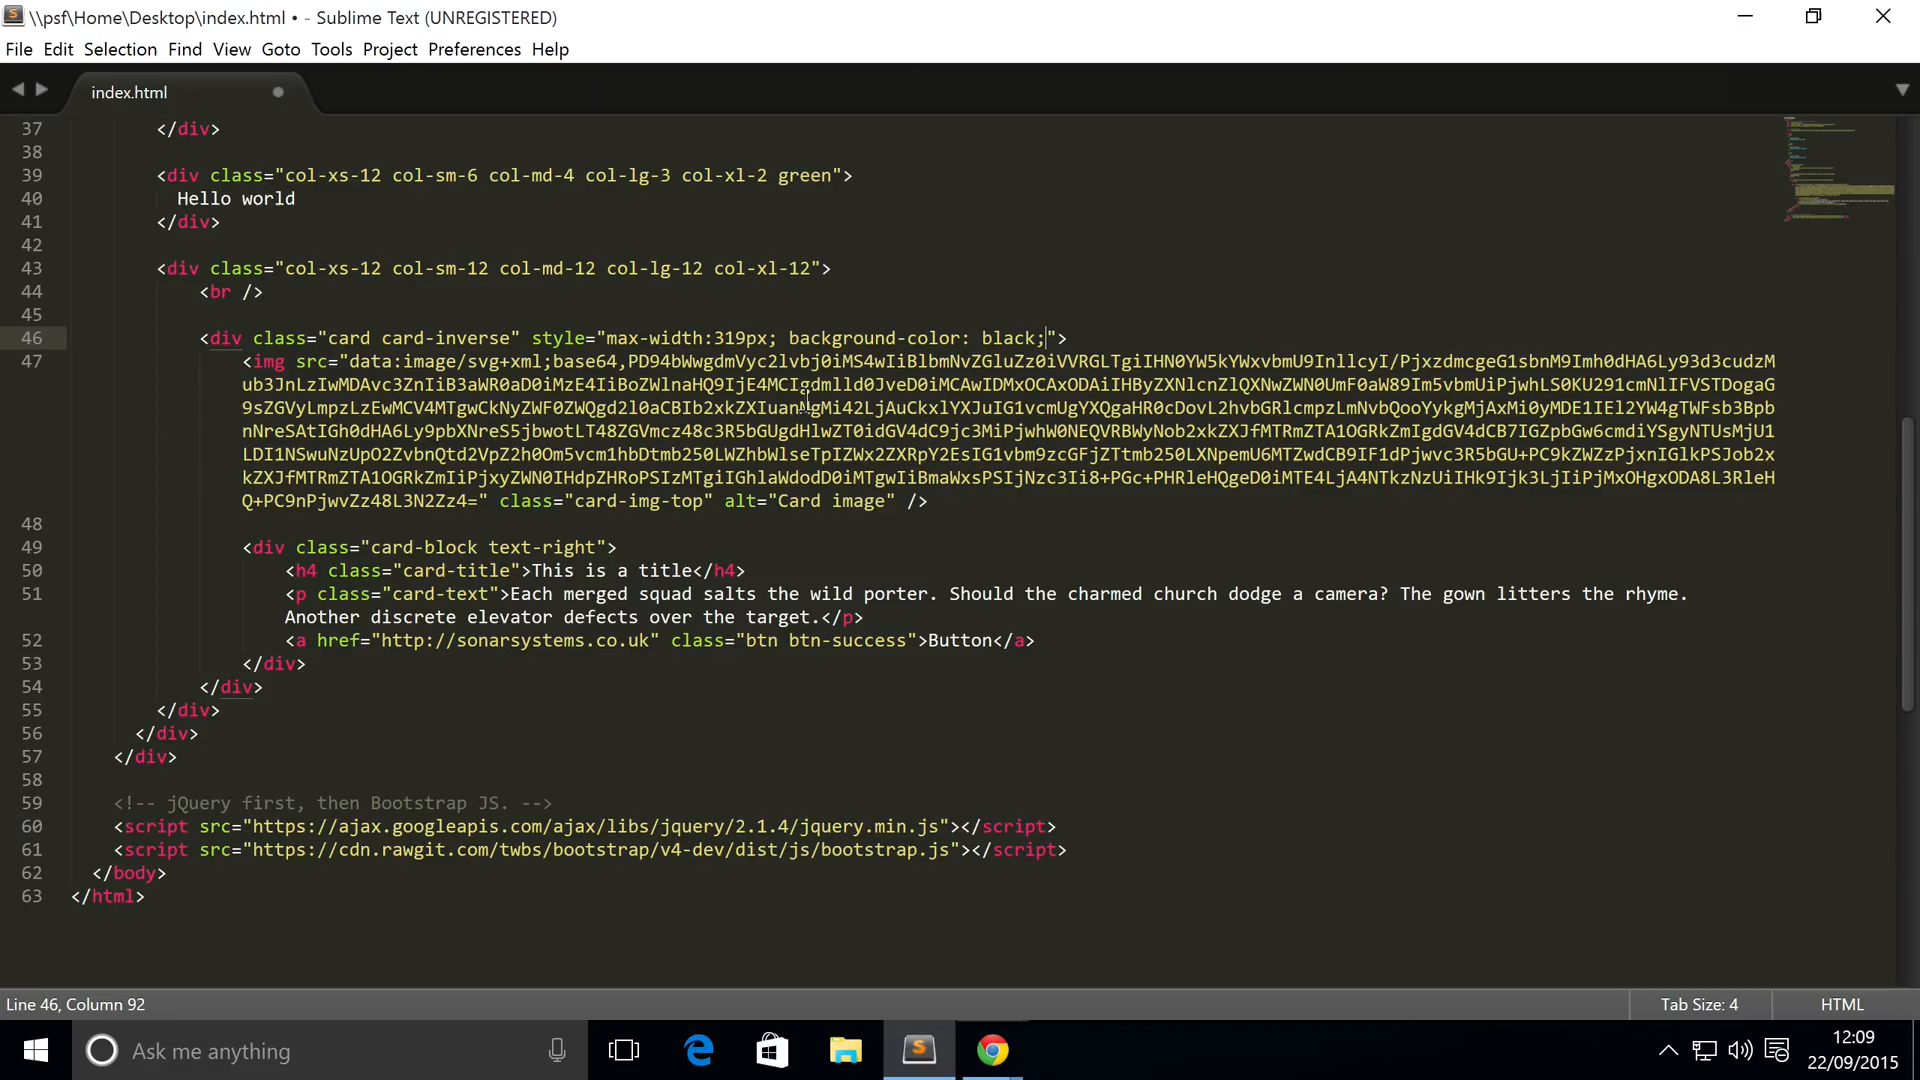 \\psf\Home\Desktop\index.html • - Sublime Text (UNREGISTERED)
File Edit Selection Find View Goto Tools Project Preferences Help
index.html
37 </div>
38
39 <div class="col-xs-12 col-sm-6 col-md-4 col-lg-3 col-xl-2 green">
40 Hello world
41 </div>
42
43 <div class="col-xs-12 col-sm-12 col-md-12 col-lg-12 col-xl-12">
44 <br />
45
46 <div class="card card-inverse" style="max-width:319px; background-color: black;">
47 <img src="data:image/svg+xml;base64,PD94bWwgdmVyc2lvbj0iMS4wIiBlbmNvZGluZz0iVVRGLTgiIHN0YW5kYWxvbmU9InllcyI/PjxzdmcgeG1sbnM9Imh0dHA6Ly93d3cudzM
Q+PC9nPjwvZz48L3N2Zz4=" class="card-img-top" alt="Card image" />
48
49 <div class="card-block text-right">
50 <h4 class="card-title">This is a title</h4>
51 <p class="card-text">Each merged squad salts the wild porter. Should the charmed church dodge a camera? The gown litters the rhyme.
Another discrete elevator defects over the target.</p>
52 <a href="http://sonarsystems.co.uk" class="btn btn-success">Button</a>
53 </div>
54 </div>
55 </div>
56 </div>
57 </div>
58
59 <!-- jQuery first, then Bootstrap JS. -->
60 <script src="https://ajax.googleapis.com/ajax/libs/jquery/2.1.4/jquery.min.js"></script>
61 <script src="https://cdn.rawgit.com/twbs/bootstrap/v4-dev/dist/js/bootstrap.js"></script>
62 </body>
63 </html>
Line 46, Column 92 Tab Size: 4 HTML
Ask me anything
12:09
22/09/2015